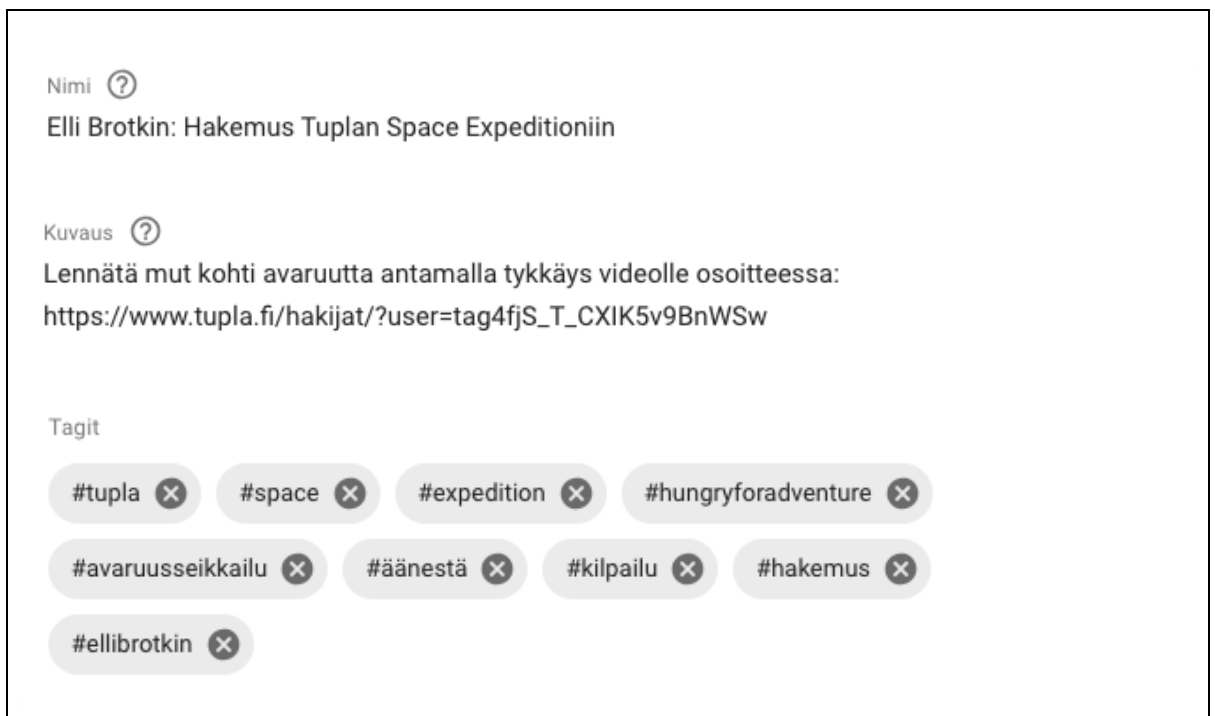 Nimi ?
Elli Brotkin: Hakemus Tuplan Space Expeditioniin
Kuvaus ?
Lennätä mut kohti avaruutta antamalla tykkäys videolle osoitteessa:
https://www.tupla.fi/hakijat/?user=tag4fjS_T_CXIK5v9BnWSw
Tagit
#tupla #space #expedition #hungryforadventure
#avaruusseikkailu #äänestä #kilpailu #hakemus
#ellibrotkin